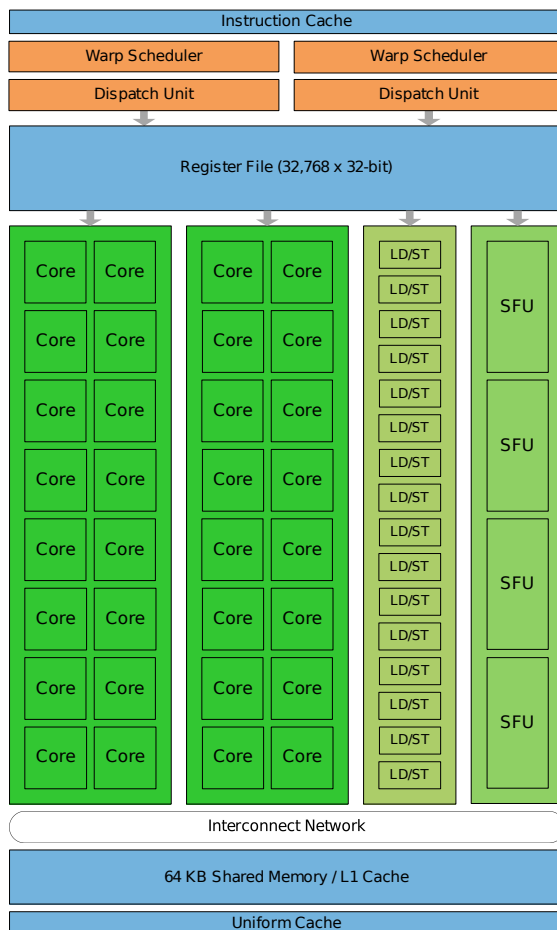 Instruction Cache
Warp Scheduler Warp Scheduler
Dispatch Unit Dispatch Unit
Register File (32,768 x 32-bit)
Core Core Core Core LD/ST SFU
LD/ST
Core Core Core Core LD/ST
LD/ST
Core Core Core Core LD/ST SFU
LD/ST
Core Core Core Core LD/ST
LD/ST
Core Core Core Core LD/ST SFU
LD/ST
Core Core Core Core LD/ST
LD/ST
Core Core Core Core LD/ST SFU
LD/ST
Core Core Core Core LD/ST
LD/ST
Interconnect Network
64 KB Shared Memory / L1 Cache
Uniform Cache